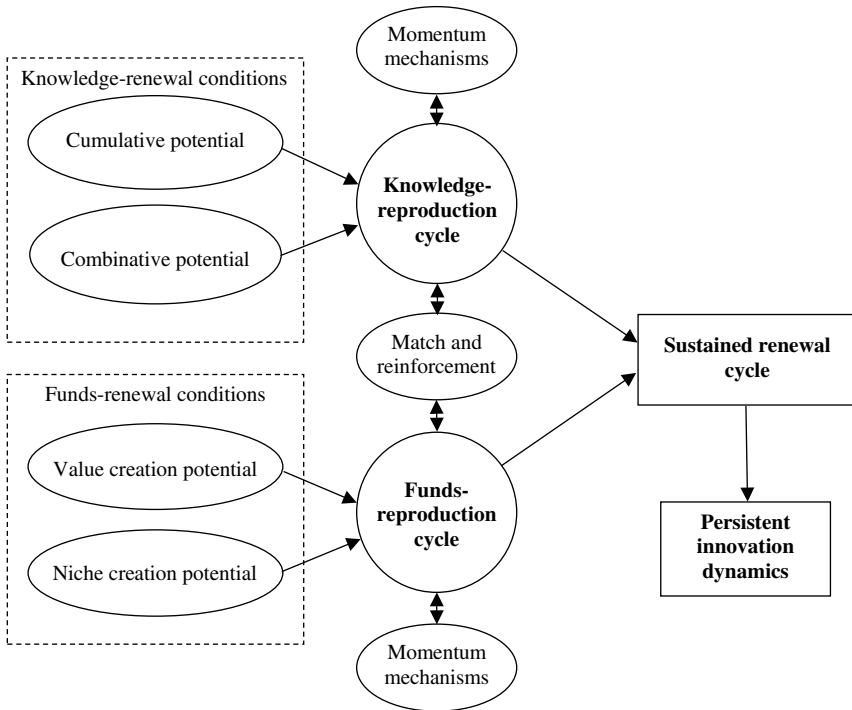 Momentum
mechanisms
Knowledge-renewal conditions
Cumulative potential
Combinative potential
Knowledge-
reproduction
cycle
Match and
reinforcement
Funds-renewal conditions
Value creation potential
Niche creation potential
Funds-
reproduction
cycle
Momentum
mechanisms
Sustained renewal
cycle
Persistent
innovation
dynamics